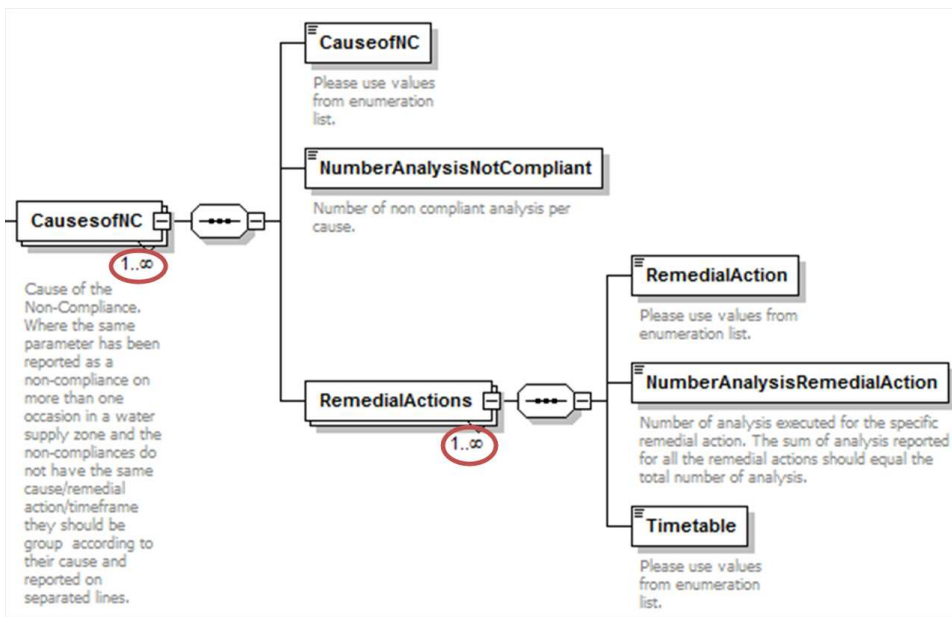 CauseofNC
Please use values
from enumeration
list.
NumberAnalysisNotCompliant
Number of non compliant analysis per
cause.
CausesofNC
1..∞
Cause of the
Non-Compliance.
Where the same
parameter has been
reported as a
non-compliance on
more than one
occasion in a water
supply zone and the
non-compliances do
not have the same
cause/remedial
action/timeframe
they should be
group according to
their cause and
reported on
separated lines.
RemedialActions
1..∞
RemedialAction
Please use values from
enumeration list.
NumberAnalysisRemedialAction
Number of analysis executed for the specific
remedial action. The sum of analysis reported
for all the remedial actions should equal the
total number of analysis.
Timetable
Please use values
from enumeration
list.